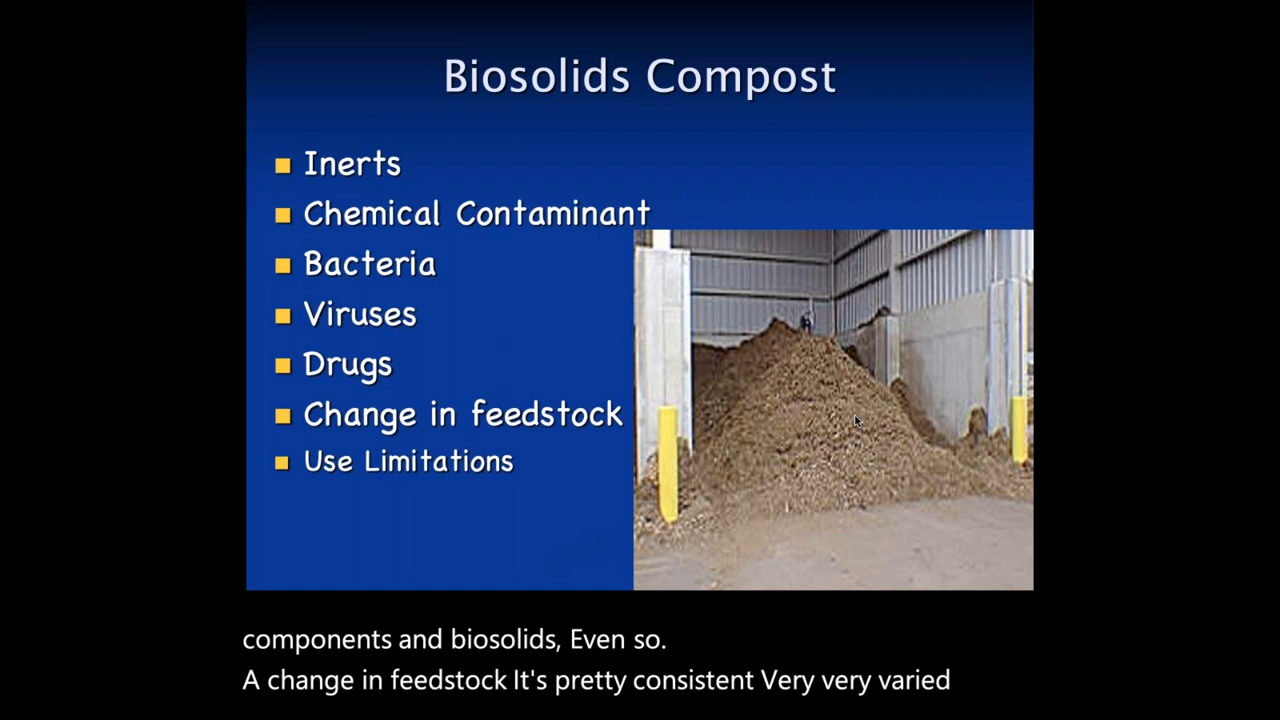 Biosolids Compost
Inerts
Chemical Contaminant
Bacteria
Viruses
Drugs
Change in feedstock
Use Limitations
components and biosolids, Even so.
A change in feedstock It's pretty consistent Very very varied